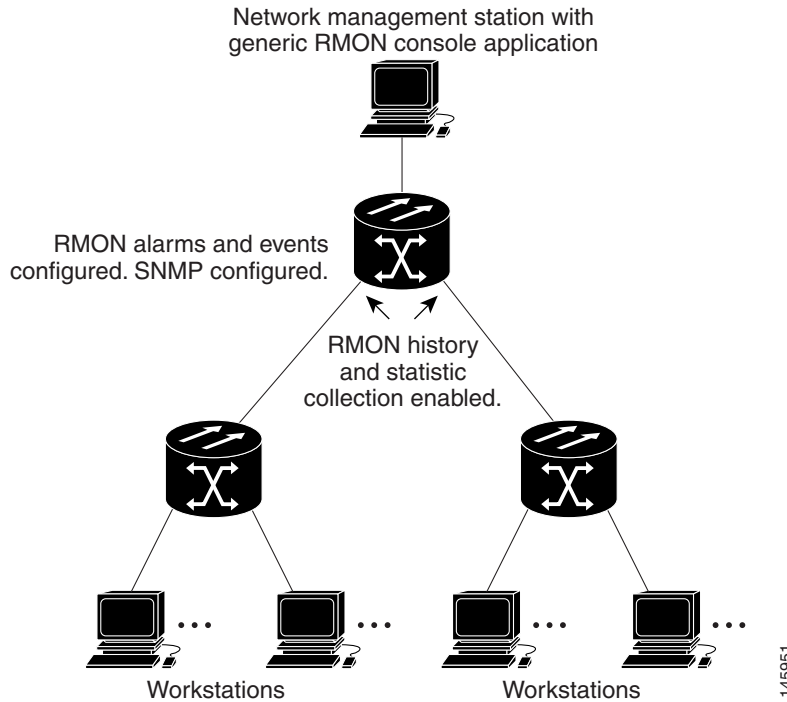 Network management station with
generic RMON console application
RMON alarms and events
configured. SNMP configured.
RMON history
and statistic
collection enabled.
Workstations
Workstations
145951